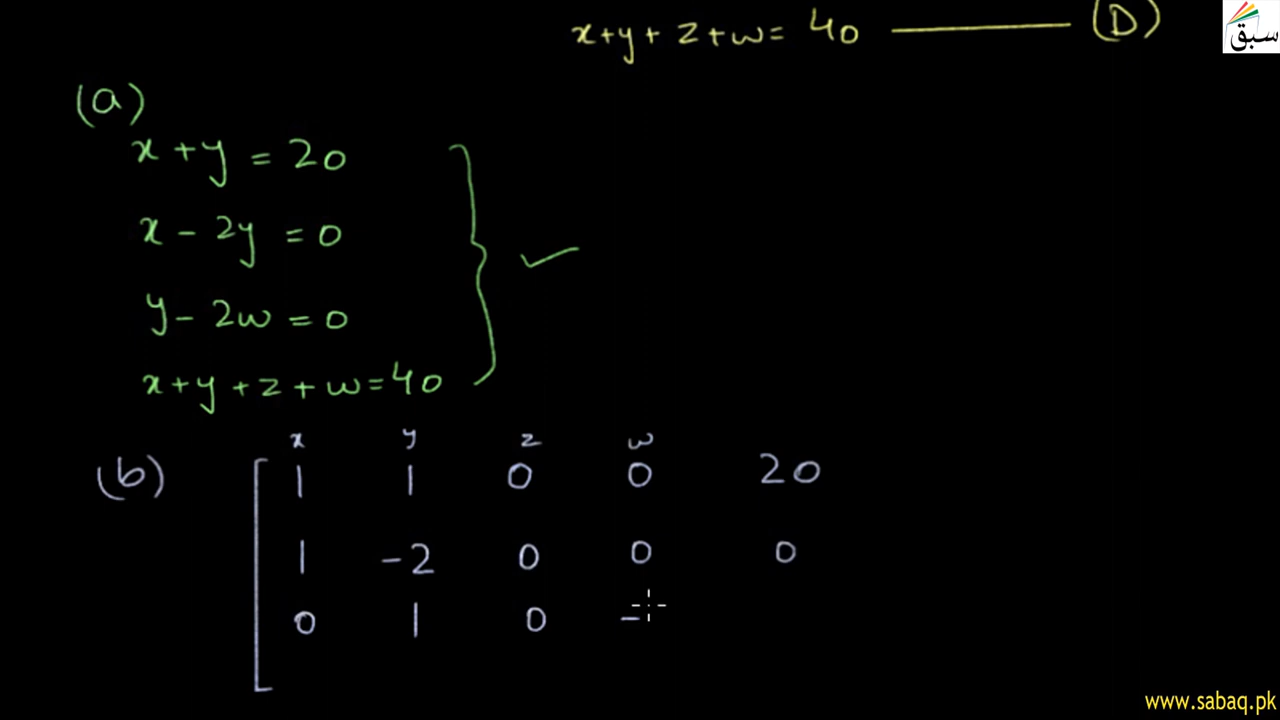 x+y+z+w=40 ——— (D)
سبق
(a)
x+y=20
x-2y=0
y-2w=0
x+y+z+w=40
x y z w
(b) 1 1 0 0 20
1 -2 0 0 0
0 1 0 -
www.sabaq.pk